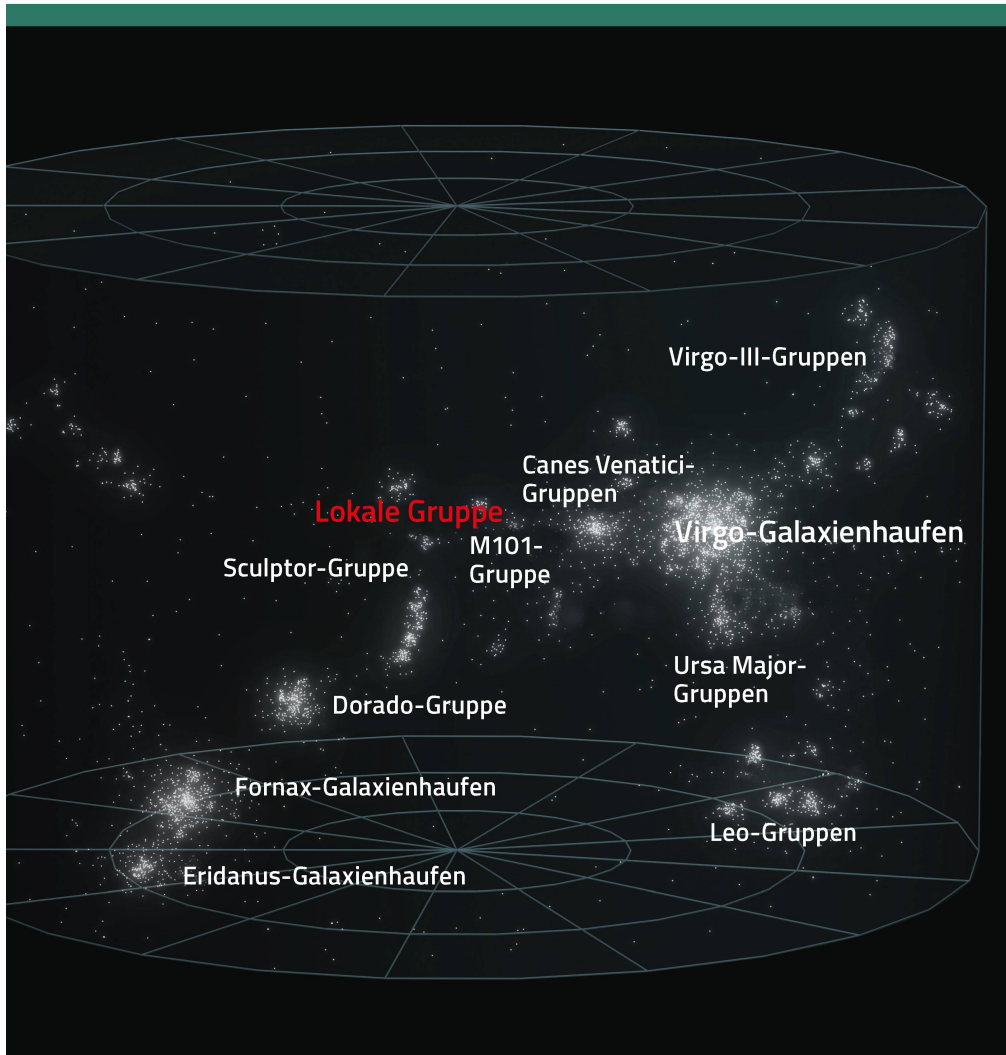 Virgo-III-Gruppen
Canes Venatici-
Gruppen
Lokale Gruppe
Virgo-Galaxienhaufen
M101-
Gruppe
Sculptor-Gruppe
Ursa Major-
Gruppen
Dorado-Gruppe
Fornax-Galaxienhaufen
Leo-Gruppen
Eridanus-Galaxienhaufen